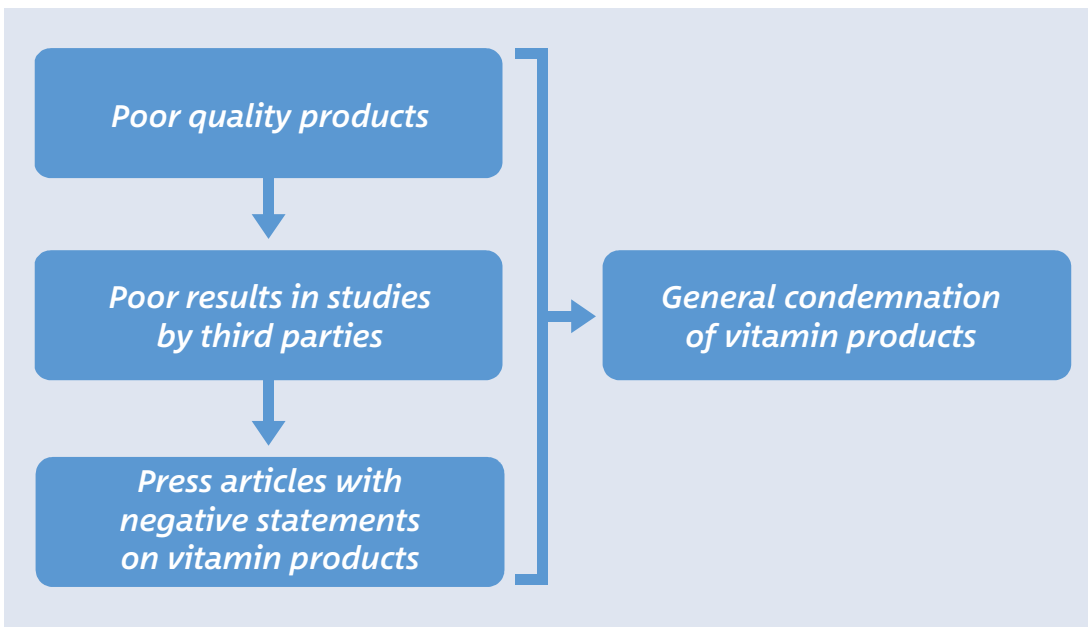 Poor quality products
Poor results in studies
by third parties
General condemnation
of vitamin products
Press articles with
negative statements
on vitamin products